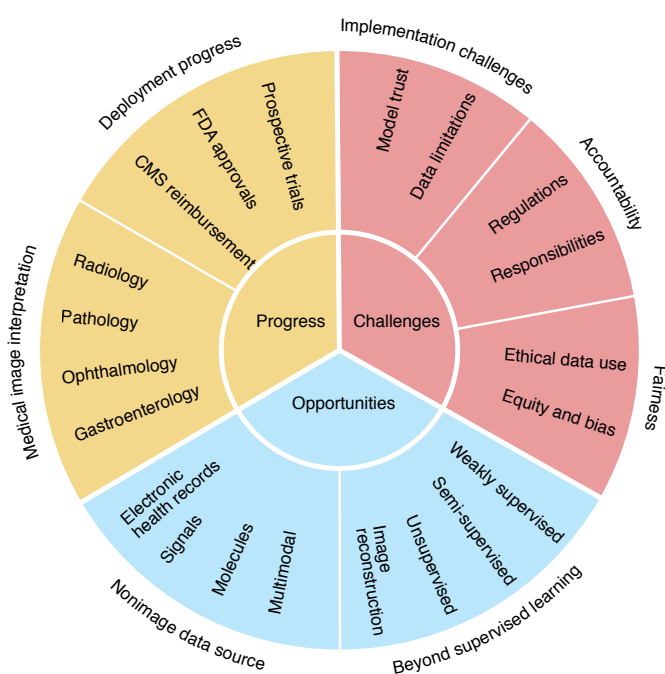 Deployment progress
Prospective trials
FDA approvals
CMS reimbursement
Medical image interpretation
Radiology
Pathology
Ophthalmology
Gastroenterology
Progress
Implementation challenges
Model trust
Data limitations
Accountability
Regulations
Responsibilities
Fairness
Ethical data use
Equity and bias
Challenges
Opportunities
Nonimage data source
Electronic
health records
Signals
Molecules
Multimodal
Beyond supervised learning
Image
reconstruction
Unsupervised
Semi-supervised
Weakly supervised